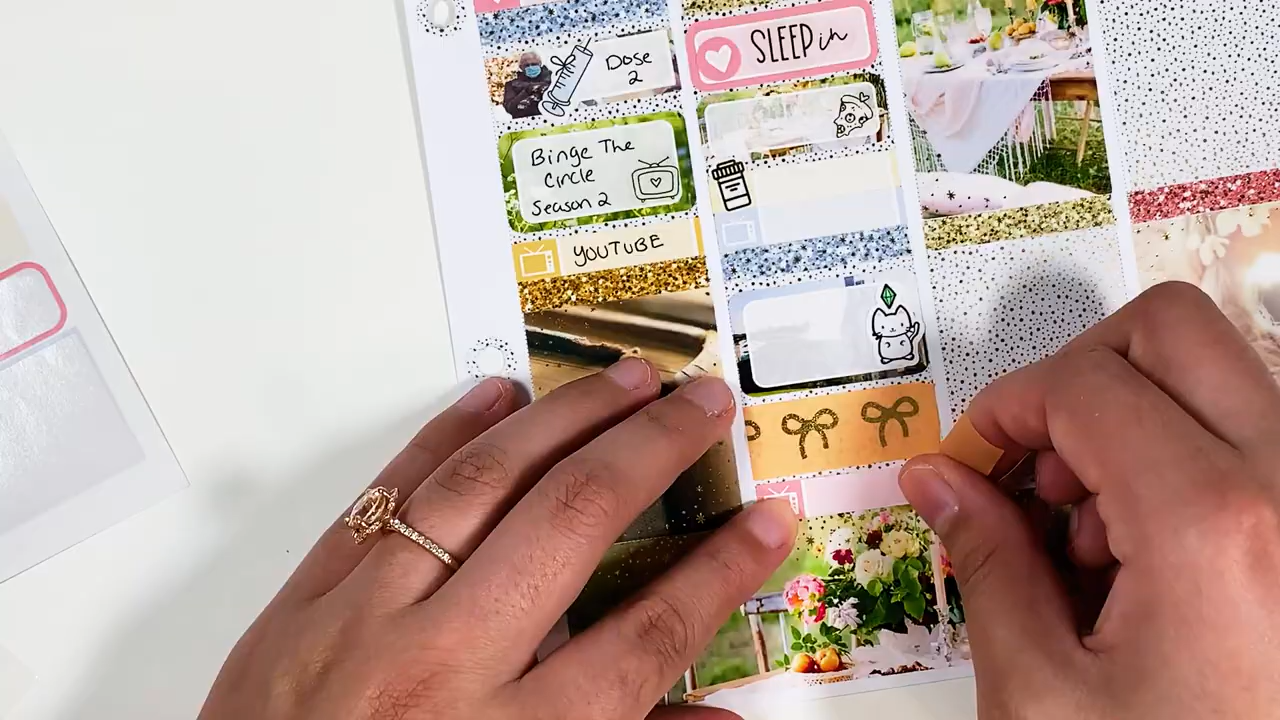 Dose
2
Binge The
Circle
Season 2
YOUTUBE
SLEEP in